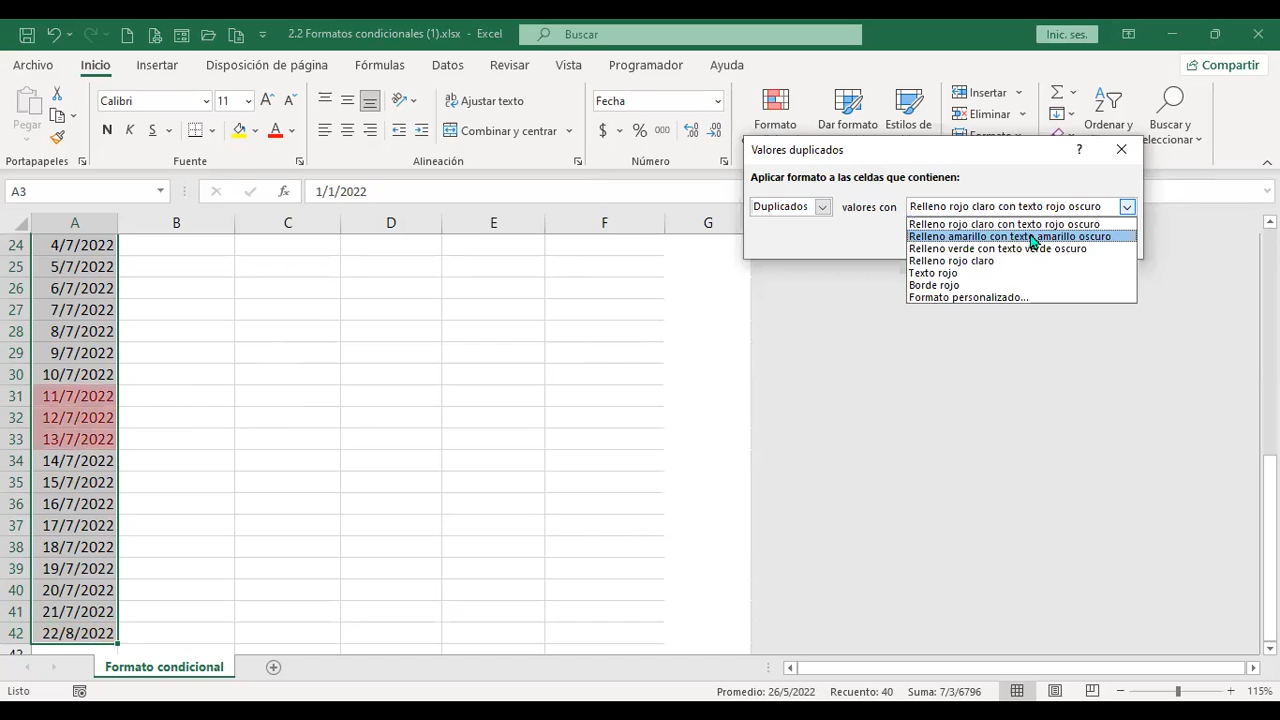 2.2 Formatos condicionales (1).xlsx - Excel
Buscar
Inic. ses.
Archivo
Inicio
Insertar
Disposición de página
Fórmulas
Datos
Revisar
Vista
Programador
Ayuda
Compartir
Pegar
Calibri
11
N K S
Ajustar texto
Combinar y centrar
Fecha
$ % 000
Formato
Dar formato
Estilos de
Insertar
Eliminar
Formato
Ordenar y
Buscar y
seleccionar
Portapapeles
Fuente
Alineación
Número
A3
fx
1/1/2022
Valores duplicados
?
Aplicar formato a las celdas que contienen:
Duplicados valores con Relleno rojo claro con texto rojo oscuro
Relleno rojo claro con texto rojo oscuro
Relleno amarillo con texto amarillo oscuro
Relleno verde con texto verde oscuro
Relleno rojo claro
Texto rojo
Borde rojo
Formato personalizado...
A B C D E F G
24 4/7/2022
25 5/7/2022
26 6/7/2022
27 7/7/2022
28 8/7/2022
29 9/7/2022
30 10/7/2022
31 11/7/2022
32 12/7/2022
33 13/7/2022
34 14/7/2022
35 15/7/2022
36 16/7/2022
37 17/7/2022
38 18/7/2022
39 19/7/2022
40 20/7/2022
41 21/7/2022
42 22/8/2022
Formato condicional
Listo
Promedio: 26/5/2022 Recuento: 40 Suma: 7/3/6796
115%